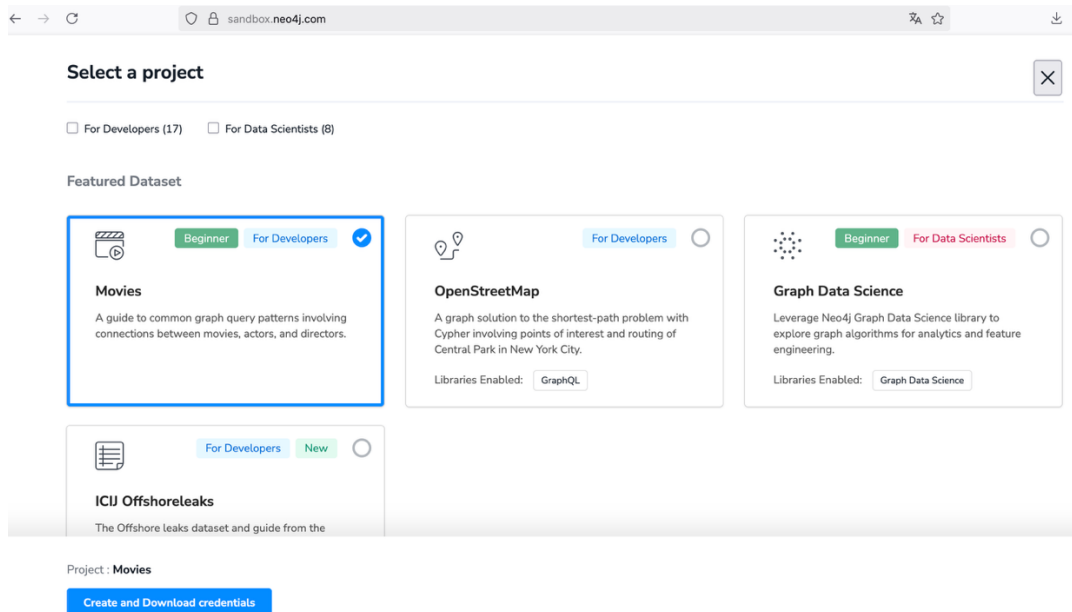 sandbox.neo4j.com
Select a project
For Developers (17)
For Data Scientists (8)
Featured Dataset
Beginner
For Developers
Movies
A guide to common graph query patterns involving
connections between movies, actors, and directors.
For Developers
OpenStreetMap
A graph solution to the shortest-path problem with
Cypher involving points of interest and routing of
Central Park in New York City.
Libraries Enabled: GraphQL
Beginner
For Data Scientists
Graph Data Science
Leverage Neo4j Graph Data Science library to
explore graph algorithms for analytics and feature
engineering.
Libraries Enabled: Graph Data Science
For Developers
New
ICIJ Offshoreleaks
The Offshore leaks dataset and guide from the
Project : Movies
Create and Download credentials